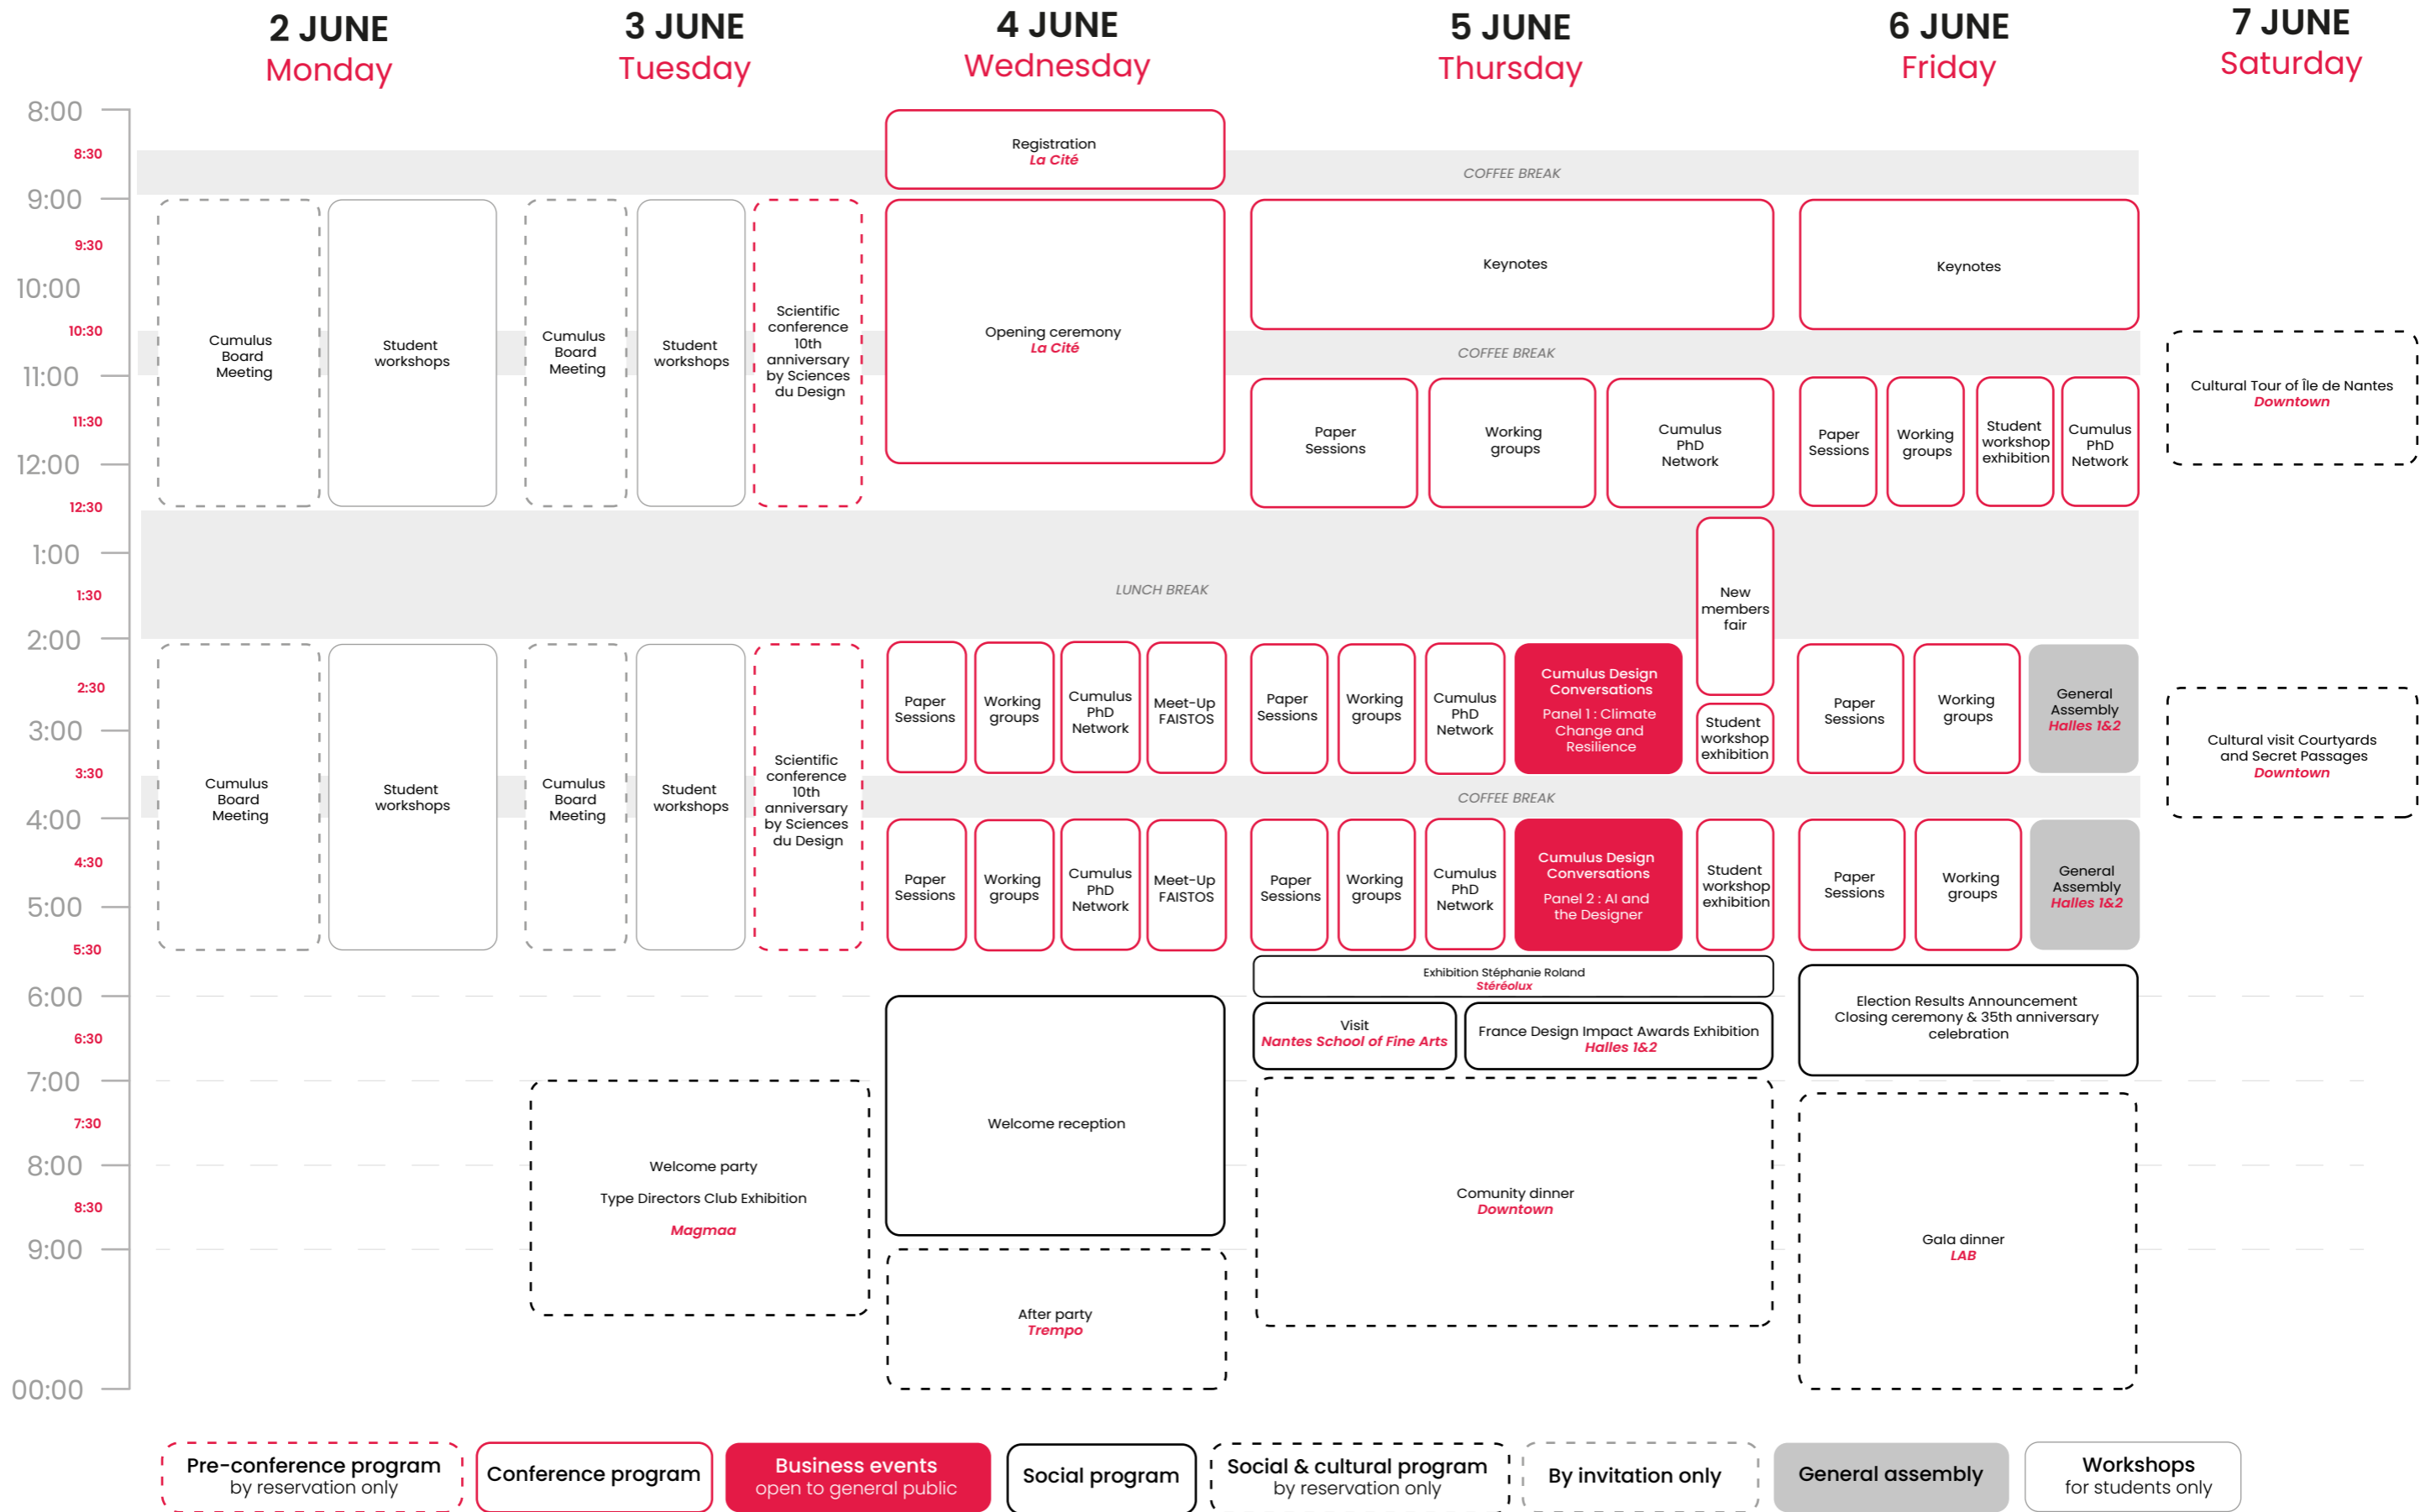 2 JUNE
Monday
3 JUNE
Tuesday
4 JUNE
Wednesday
5 JUNE
Thursday
6 JUNE
Friday
7 JUNE
Saturday
8:00
8:30
9:00
9:30
10:00
10:30
11:00
11:30
12:00
12:30
1:00
1:30
2:00
2:30
3:00
3:30
4:00
4:30
5:00
5:30
6:00
6:30
7:00
7:30
8:00
8:30
9:00
00:00
Cumulus
Board
Meeting
Student
workshops
Cumulus
Board
Meeting
Student
workshops
Cumulus
Board
Meeting
Student
workshops
Scientific
conference
10th
anniversary
by Sciences
du Design
Cumulus
Board
Meeting
Student
workshops
Scientific
conference
10th
anniversary
by Sciences
du Design
Welcome party
Type Directors Club Exhibition
Magmaa
Registration
La Cité
Opening ceremony
La Cité
LUNCH BREAK
Paper
Sessions
Working
groups
Cumulus
PhD
Network
Meet-Up
FAISTOS
Paper
Sessions
Working
groups
Cumulus
PhD
Network
Meet-Up
FAISTOS
Welcome reception
After party
Trempo
COFFEE BREAK
Keynotes
COFFEE BREAK
Paper
Sessions
Working
groups
Cumulus
PhD
Network
New
members
fair
Paper
Sessions
Working
groups
Cumulus
PhD
Network
Cumulus Design
Conversations
Panel 1 : Climate
Change and
Resilience
Student
workshop
exhibition
COFFEE BREAK
Paper
Sessions
Working
groups
Cumulus
PhD
Network
Cumulus Design
Conversations
Panel 2 : AI and
the Designer
Student
workshop
exhibition
Exhibition Stéphanie Roland
Stéréolux
Visit
Nantes School of Fine Arts
France Design Impact Awards Exhibition
Halles 1&2
Comunity dinner
Downtown
Keynotes
Paper
Sessions
Working
groups
Student
workshop
exhibition
Cumulus
PhD
Network
Paper
Sessions
Working
groups
General
Assembly
Halles 1&2
Paper
Sessions
Working
groups
General
Assembly
Halles 1&2
Election Results Announcement
Closing ceremony & 35th anniversary
celebration
Gala dinner
LAB
Cultural Tour of Île de Nantes
Downtown
Cultural visit Courtyards
and Secret Passages
Downtown
Pre-conference program
by reservation only
Conference program
Business events
open to general public
Social program
Social & cultural program
by reservation only
By invitation only
General assembly
Workshops
for students only